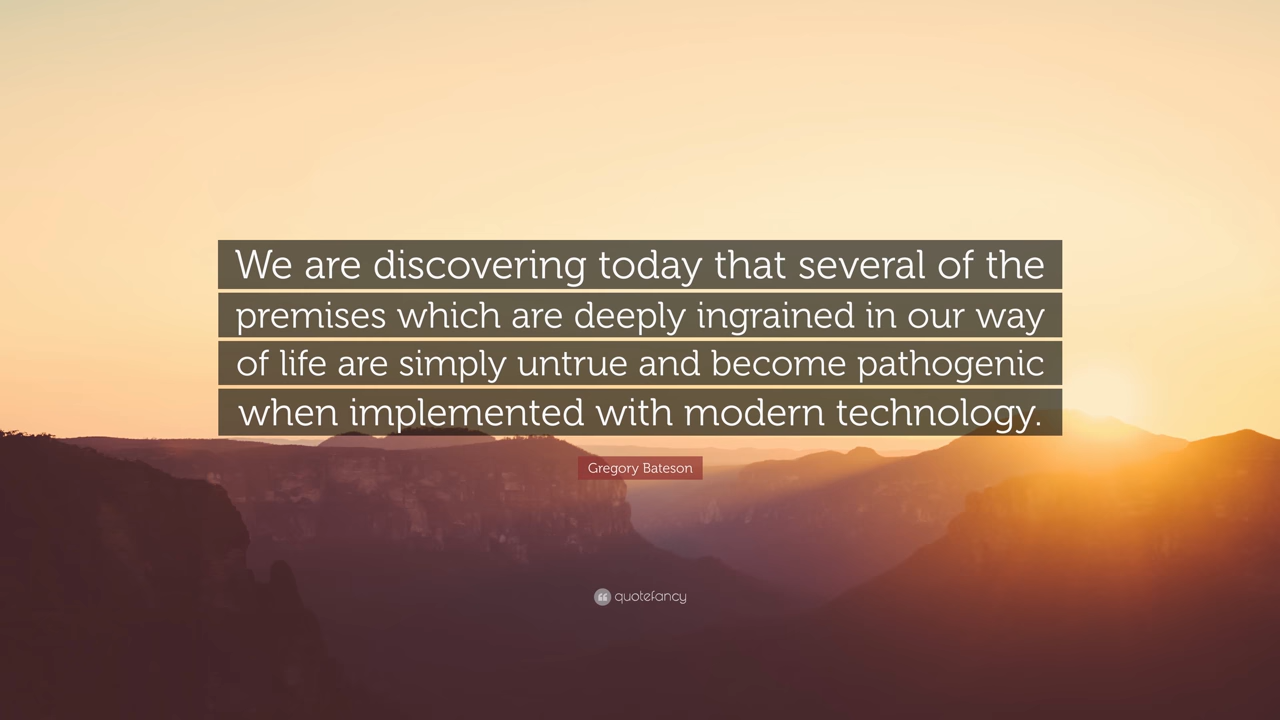 We are discovering today that several of the
premises which are deeply ingrained in our way
of life are simply untrue and become pathogenic
when implemented with modern technology.
Gregory Bateson
quotefancy